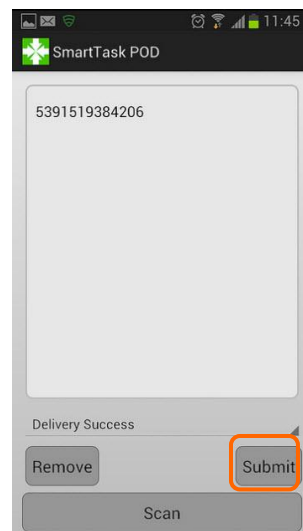 11:45
SmartTask POD
5391519384206
Delivery Success
Remove
Submit
Scan